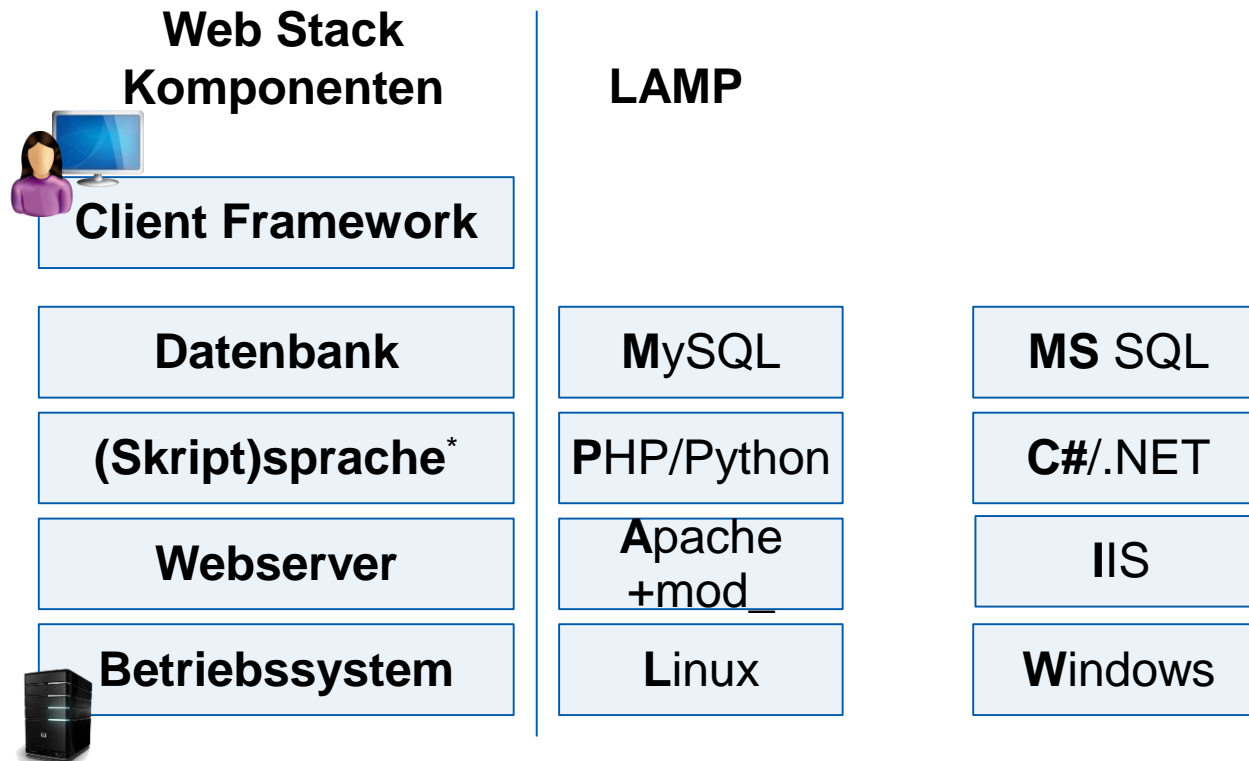 Web Stack
Komponenten
LAMP
Client Framework
Datenbank
MySQL
MS SQL
(Skript)sprache*
PHP/Python
C#/.NET
Webserver
Apache
+mod_
IIS
Betriebssystem
Linux
Windows